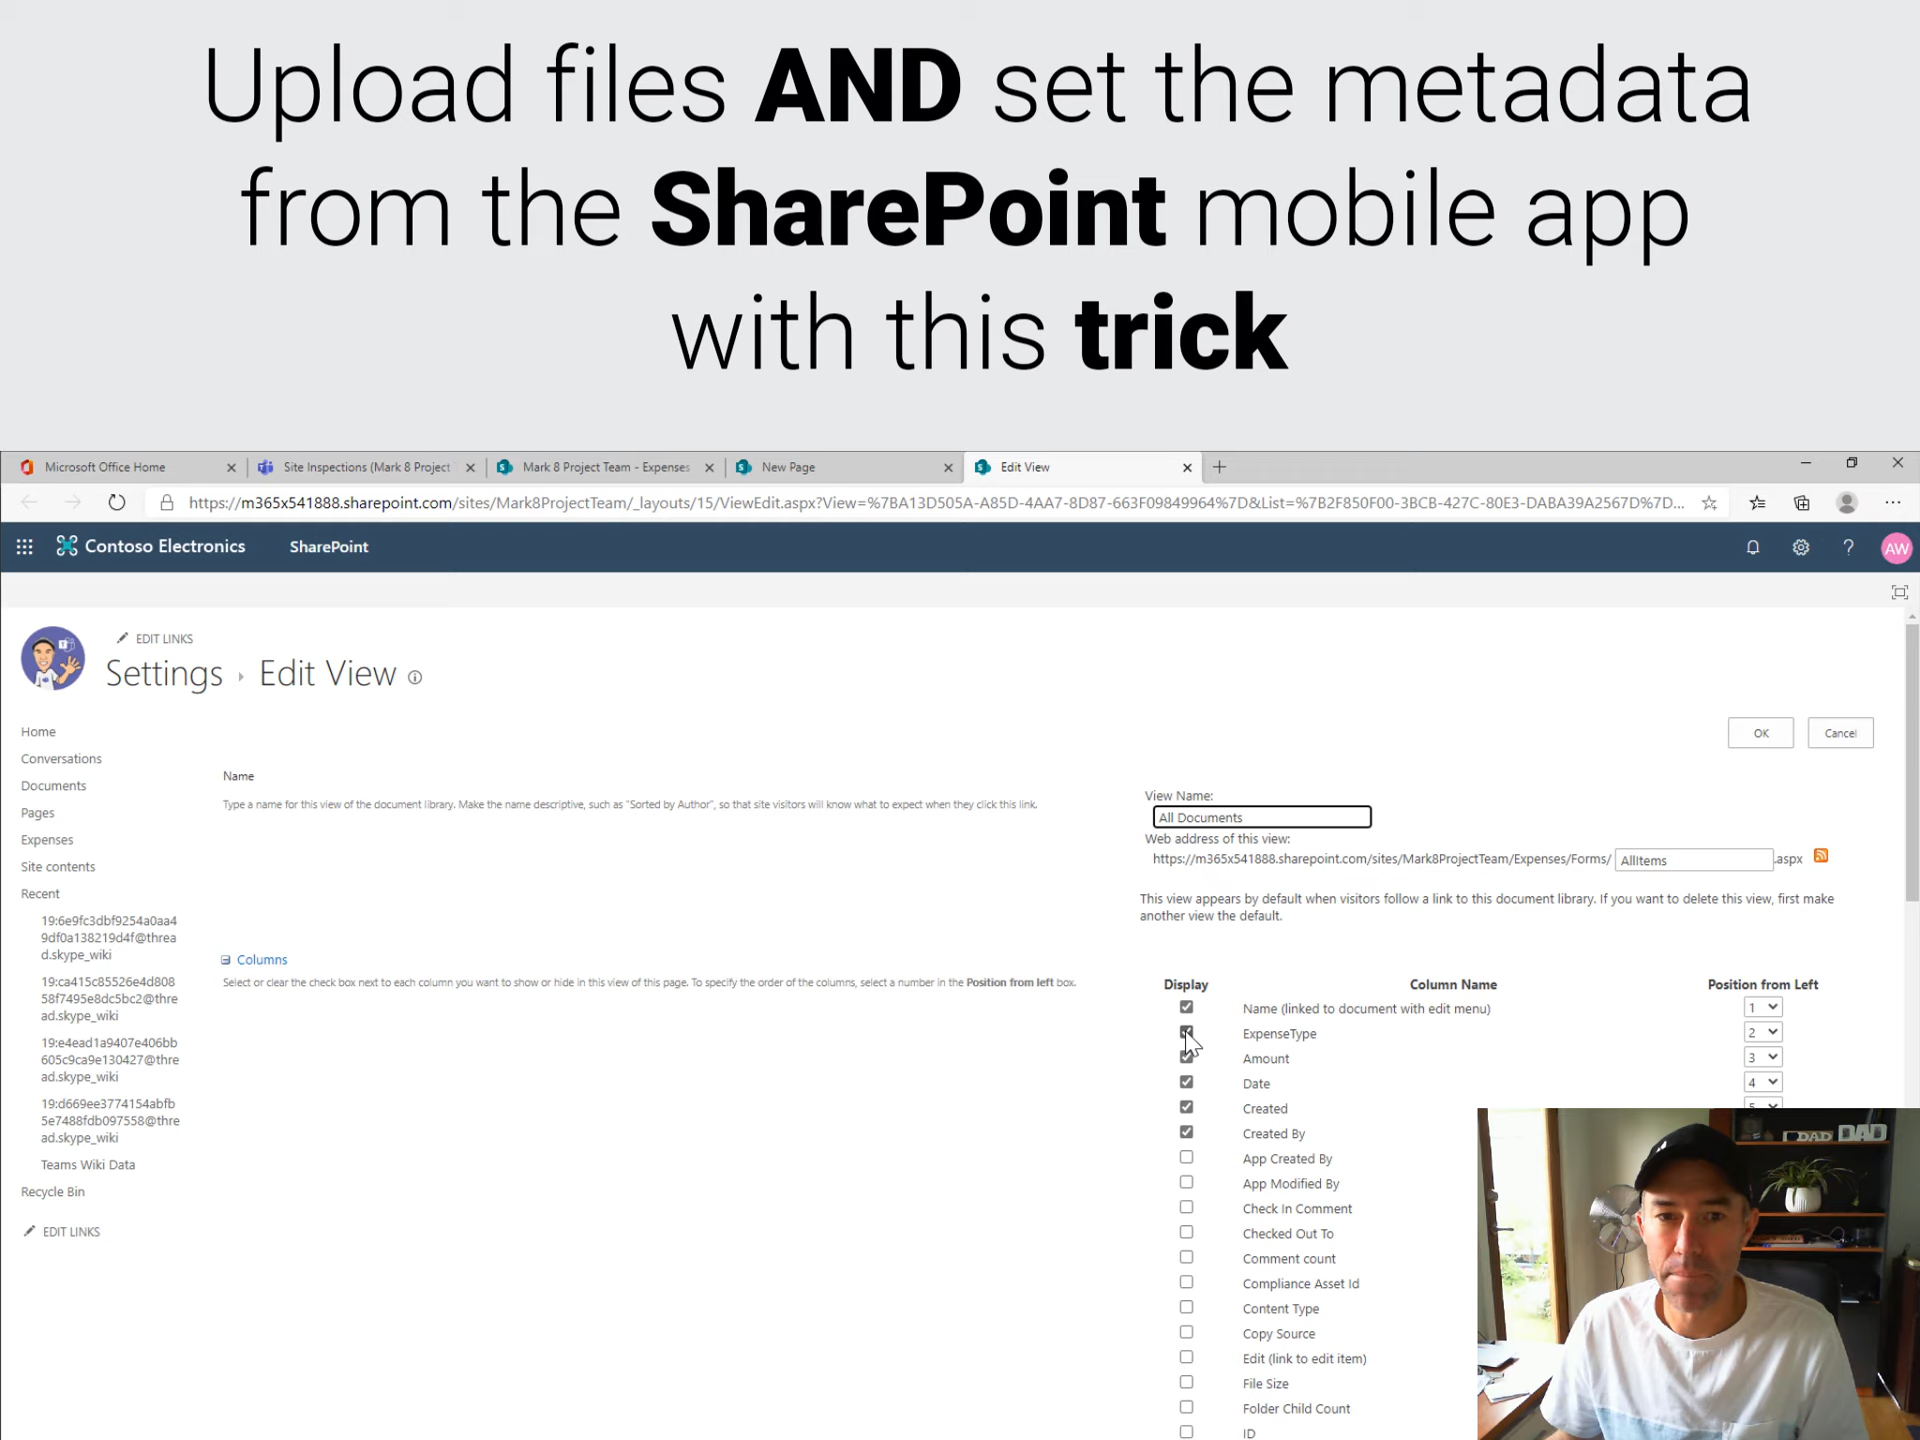 Upload files AND set the metadata
from the SharePoint mobile app
with this trick
Microsoft Office Home
Site Inspections (Mark 8 Project
Mark 8 Project Team - Expenses
New Page
Edit View
https://m365x541888.sharepoint.com/sites/Mark8ProjectTeam/_layouts/15/ViewEdit.aspx?View=%7BA13D505A-A85D-4AA7-8D87-663F09849964%7D&List=%7B2F850F00-3BCB-427C-80E3-DABA39A2567D%7D...
Contoso Electronics
SharePoint
?
AW
EDIT LINKS
Settings › Edit View
Home
Conversations
Documents
Pages
Expenses
Site contents
Recent
19:6e9fc3dbf9254a0aa4
9df0a138219d4f@threa
d.skype_wiki
19:ca415c85526e4d808
58f7495e8dc5bc2@thre
ad.skype_wiki
19:e4ead1a9407e406bb
605c9ca9e130427@thre
ad.skype_wiki
19:d669ee3774154abfb
5e7488fdb097558@thre
ad.skype_wiki
Teams Wiki Data
Recycle Bin
EDIT LINKS
OK
Cancel
Name
Type a name for this view of the document library. Make the name descriptive, such as "Sorted by Author", so that site visitors will know what to expect when they click this link.
View Name:
All Documents
Web address of this view:
https://m365x541888.sharepoint.com/sites/Mark8ProjectTeam/Expenses/Forms/ AllItems .aspx
This view appears by default when visitors follow a link to this document library. If you want to delete this view, first make
another view the default.
Columns
Select or clear the check box next to each column you want to show or hide in this view of this page. To specify the order of the columns, select a number in the Position from left box.
Display Column Name Position from Left
Name (linked to document with edit menu) 1
ExpenseType 2
Amount 3
Date 4
Created 5
Created By
App Created By
App Modified By
Check In Comment
Checked Out To
Comment count
Compliance Asset Id
Content Type
Copy Source
Edit (link to edit item)
File Size
Folder Child Count
ID
DAD DAD